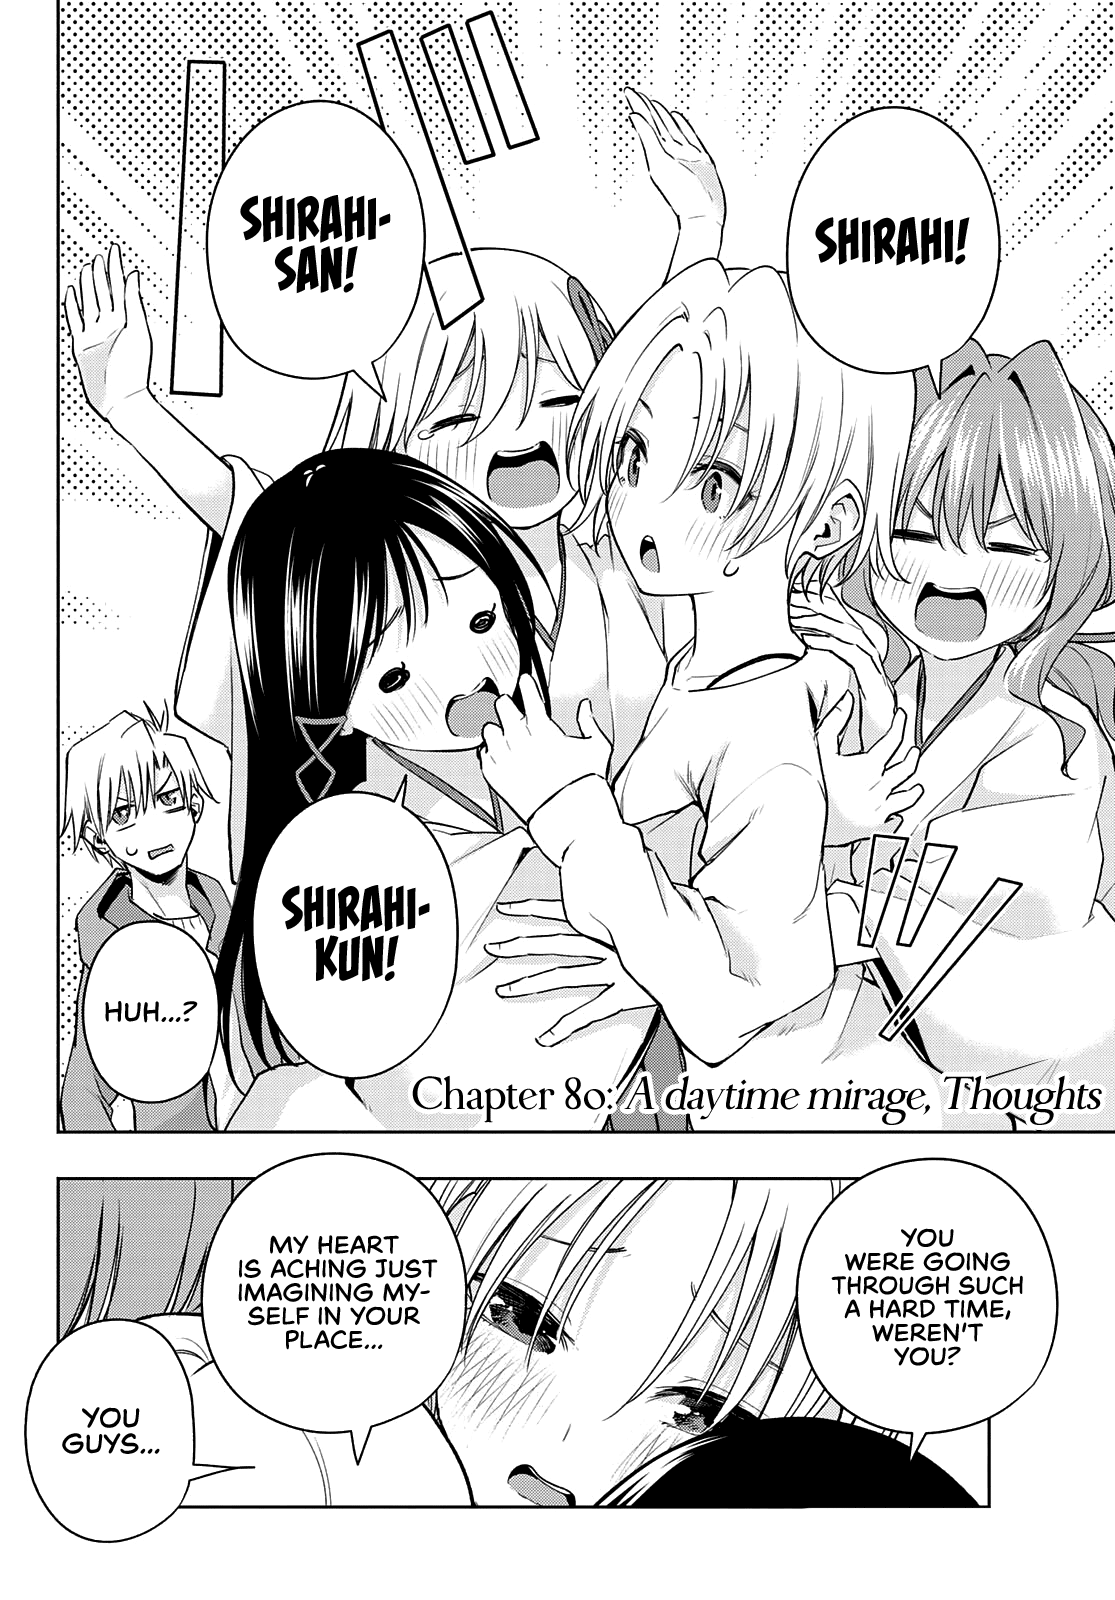 SHIRAHI!
SHIRAHI-
SAN!
SHIRAHI-
KUN!
HUH...?
Chapter 80: A daytime mirage, Thoughts
YOU
WERE GOING
THROUGH SUCH
A HARD TIME,
WEREN'T
YOU?
MY HEART
IS ACHING JUST
IMAGINING MY-
SELF IN YOUR
PLACE...
YOU
GUYS...